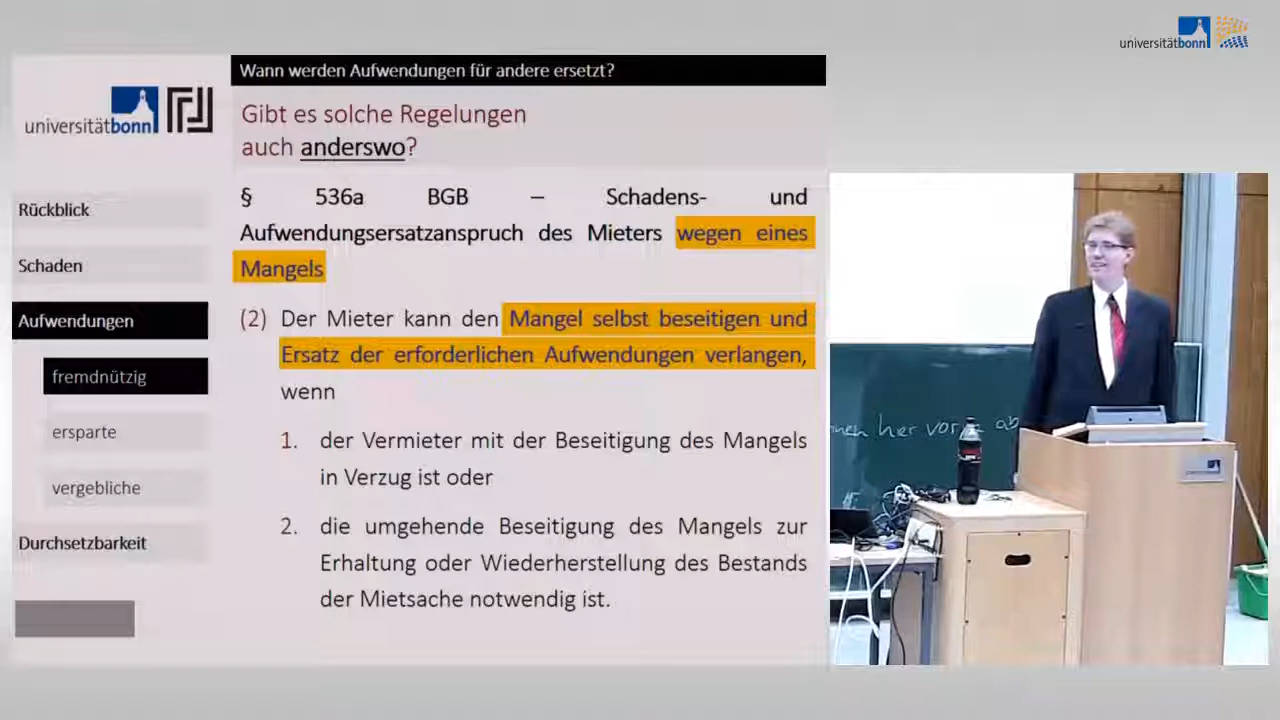 universitätbonn
Wann werden Aufwendungen für andere ersetzt?
universitätbonn
Gibt es solche Regelungen
auch anderswo?
Rückblick
Schaden
Aufwendungen
fremdnützig
ersparte
vergebliche
Durchsetzbarkeit
§ 536a BGB – Schadens- und
Aufwendungsersatzanspruch des Mieters wegen eines
Mangels
(2) Der Mieter kann den Mangel selbst beseitigen und
Ersatz der erforderlichen Aufwendungen verlangen,
wenn
1. der Vermieter mit der Beseitigung des Mangels
in Verzug ist oder
2. die umgehende Beseitigung des Mangels zur
Erhaltung oder Wiederherstellung des Bestands
der Mietsache notwendig ist.
hier
ab